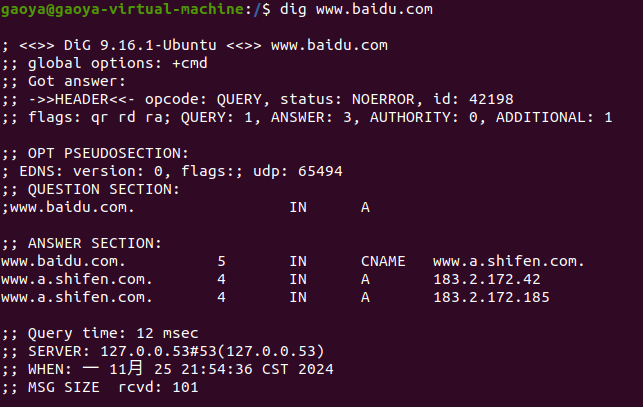 gaoya@gaoya-virtual-machine:/$ dig www.baidu.com
; <<>> DiG 9.16.1-Ubuntu <<>> www.baidu.com
;; global options: +cmd
;; Got answer:
;; ->>HEADER<<- opcode: QUERY, status: NOERROR, id: 42198
;; flags: qr rd ra; QUERY: 1, ANSWER: 3, AUTHORITY: 0, ADDITIONAL: 1
;; OPT PSEUDOSECTION:
; EDNS: version: 0, flags:; udp: 65494
;; QUESTION SECTION:
;www.baidu.com. IN A
;; ANSWER SECTION:
www.baidu.com. 5 IN CNAME www.a.shifen.com.
www.a.shifen.com. 4 IN A 183.2.172.42
www.a.shifen.com. 4 IN A 183.2.172.185
;; Query time: 12 msec
;; SERVER: 127.0.0.53#53(127.0.0.53)
;; WHEN: 一 11月 25 21:54:36 CST 2024
;; MSG SIZE rcvd: 101